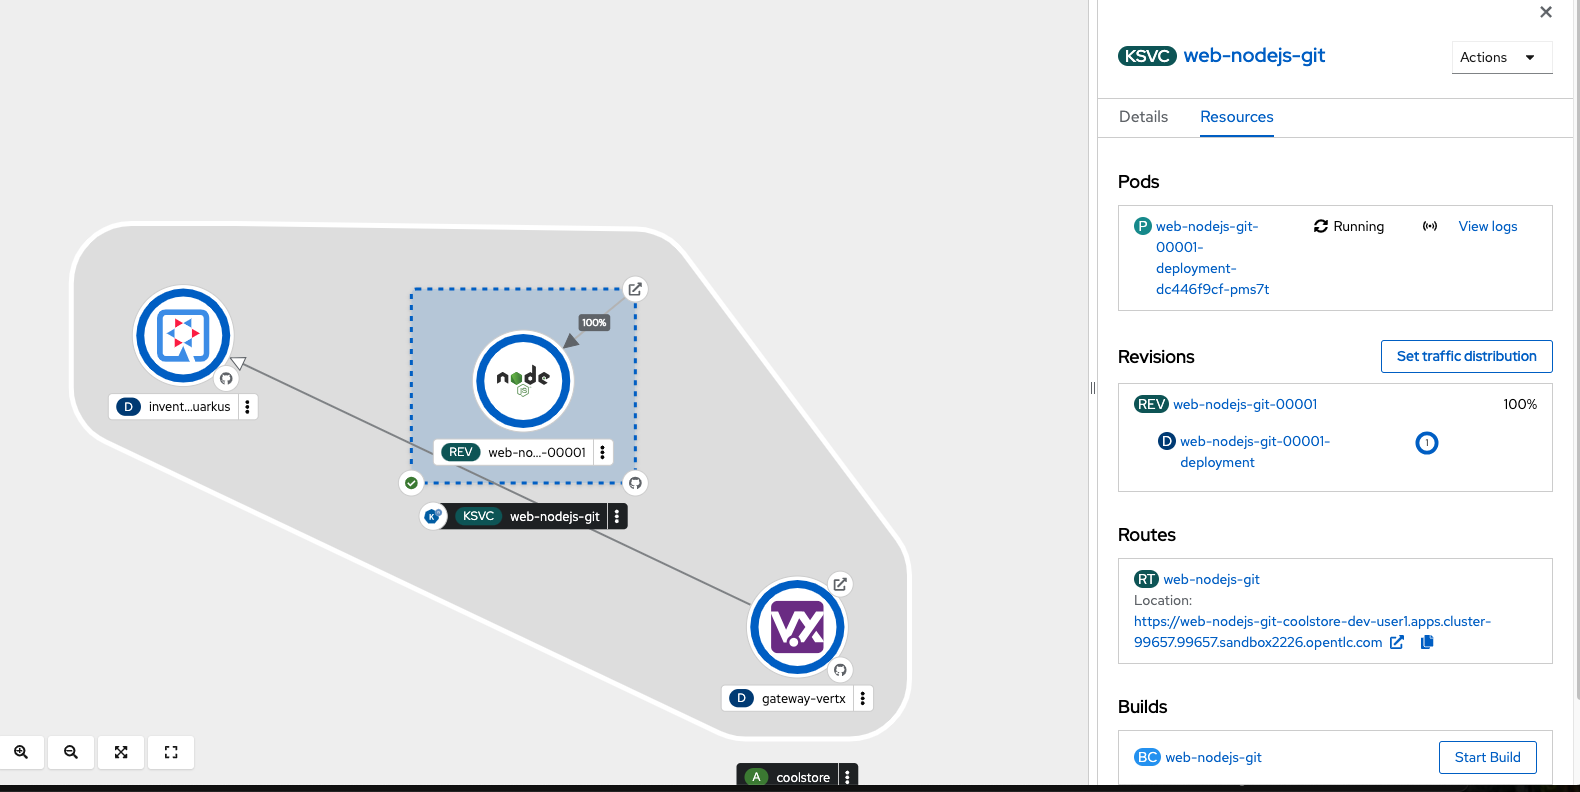 100%
node
JS
D invent...uarkus
REV web-no...-00001
KSVC web-nodejs-git
VX
D gateway-vertx
A coolstore
KSVC web-nodejs-git
Actions
Details Resources
Pods
P web-nodejs-git-
00001-
deployment-
dc446f9cf-pms7t
Running
View logs
Revisions
Set traffic distribution
REV web-nodejs-git-00001
100%
D web-nodejs-git-00001-
deployment
1
Routes
RT web-nodejs-git
Location:
https://web-nodejs-git-coolstore-dev-user1.apps.cluster-
99657.99657.sandbox2226.opentlc.com
Builds
BC web-nodejs-git
Start Build